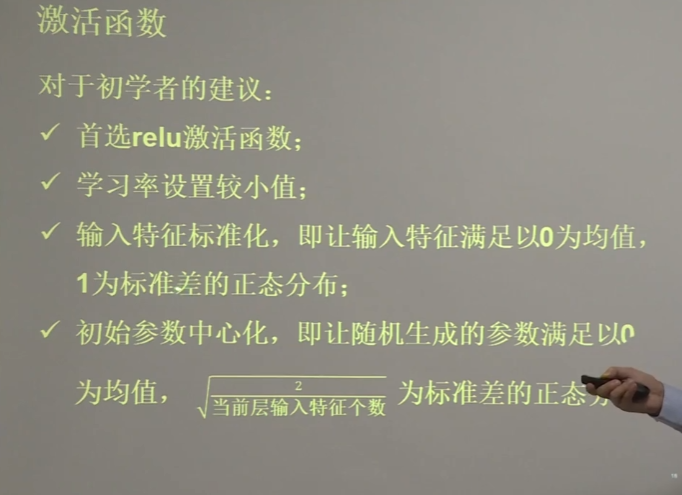 激活函数
对于初学者的建议：
✓ 首选relu激活函数；
✓ 学习率设置较小值；
✓ 输入特征标准化，即让输入特征满足以0为均值，
1为标准差的正态分布；
✓ 初始参数中心化，即让随机生成的参数满足以0
为均值， √(2/当前层输入特征个数) 为标准差的正态分